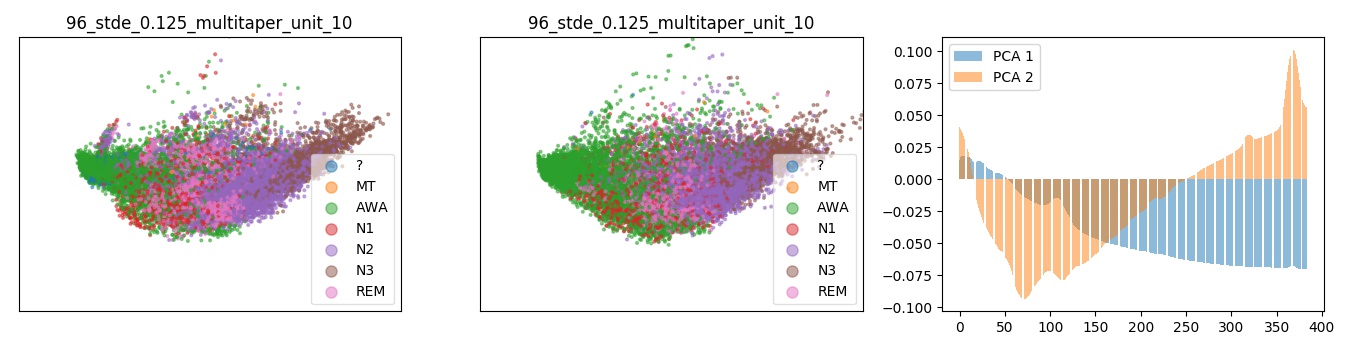 96_stde_0.125_multitaper_unit_10
?
MT
AWA
N1
N2
N3
REM
96_stde_0.125_multitaper_unit_10
?
MT
AWA
N1
N2
N3
REM
PCA 1
PCA 2
0.100
0.075
0.050
0.025
0.000
−0.025
−0.050
−0.075
−0.100
0 50 100 150 200 250 300 350 400